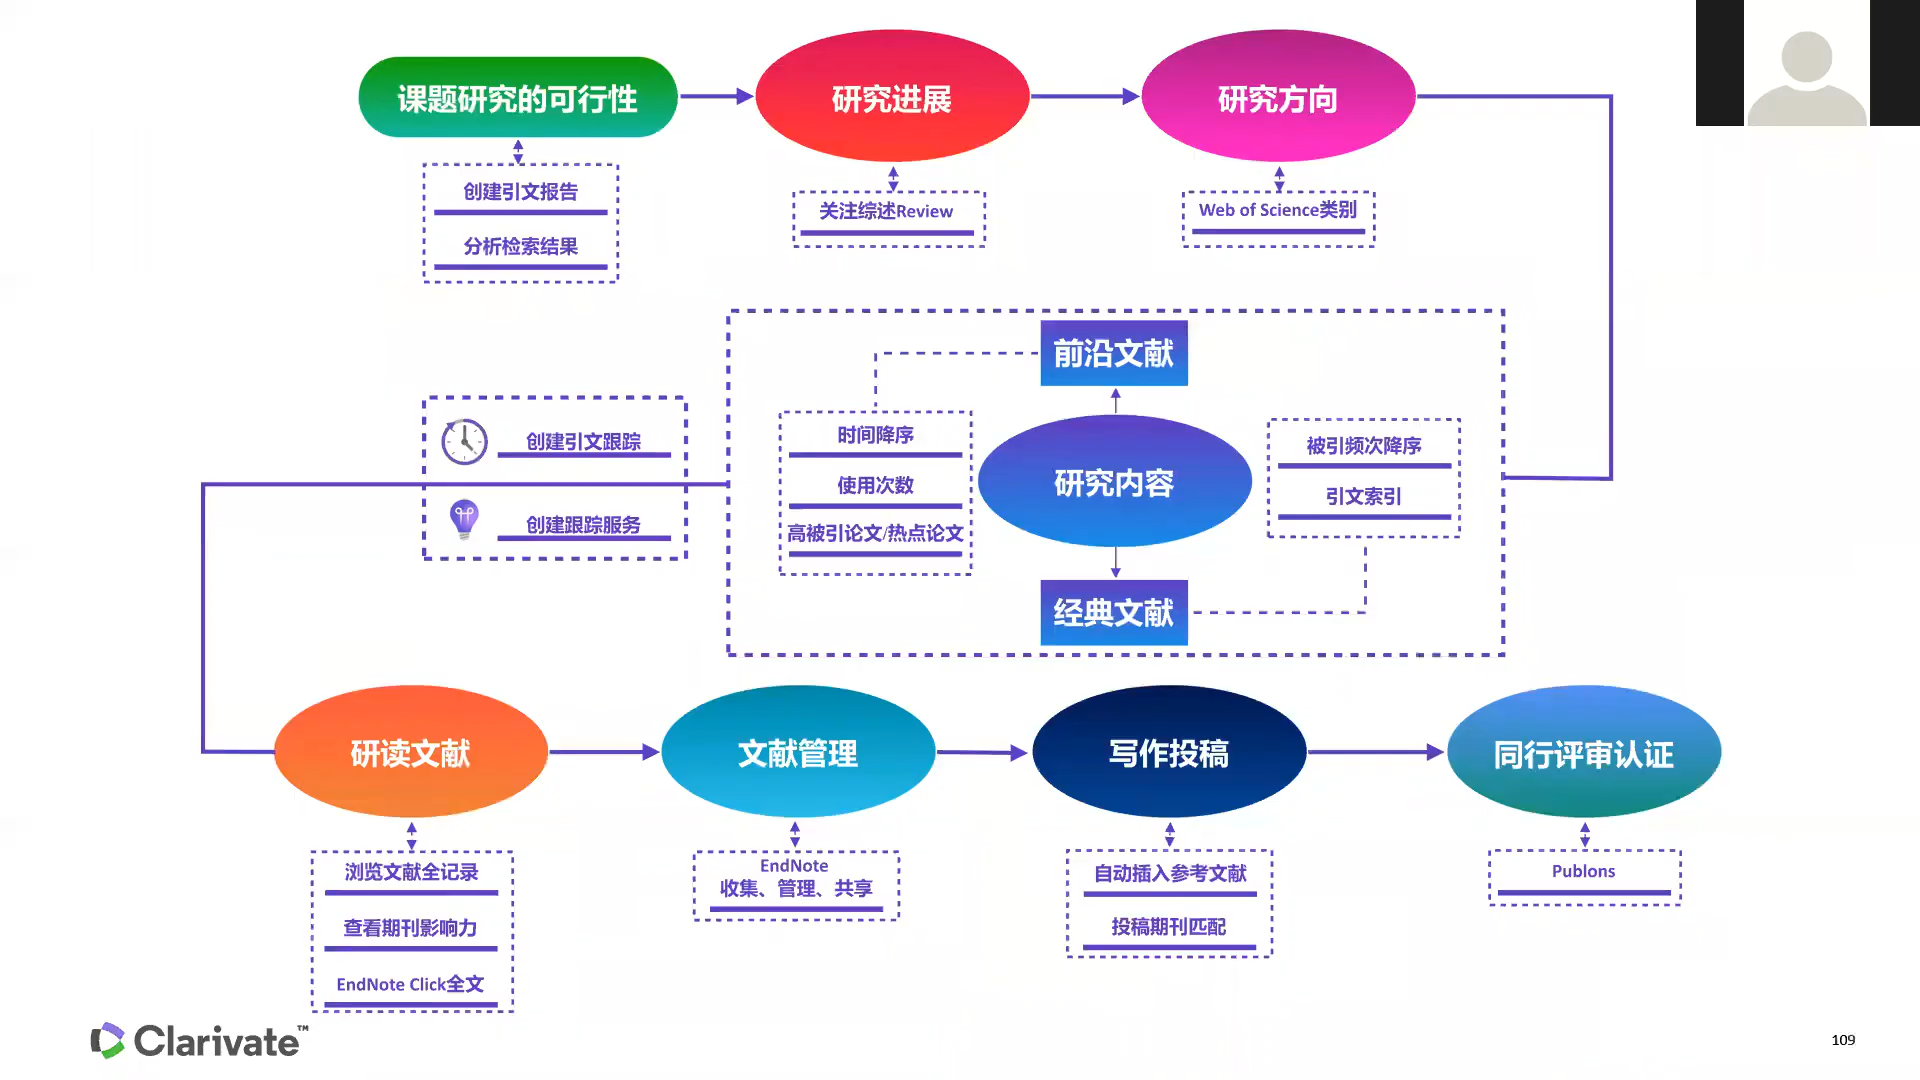 课题研究的可行性
研究进展
研究方向
创建引文报告
分析检索结果
关注综述Review
Web of Science类别
前沿文献
时间降序
使用次数
高被引论文/热点论文
研究内容
被引频次降序
引文索引
经典文献
创建引文跟踪
创建跟踪服务
研读文献
文献管理
写作投稿
同行评审认证
浏览文献全记录
查看期刊影响力
EndNote Click全文
EndNote
收集、管理、共享
自动插入参考文献
投稿期刊匹配
Publons
Clarivate™
109